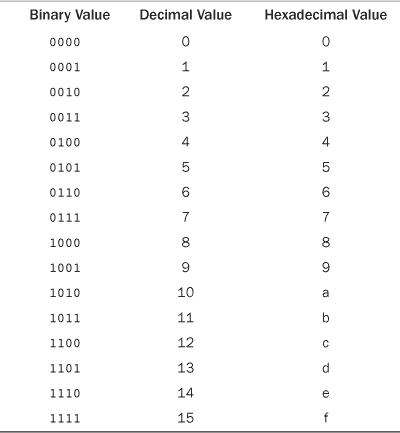 Binary Value Decimal Value Hexadecimal Value
0000 0 0
0001 1 1
0010 2 2
0011 3 3
0100 4 4
0101 5 5
0110 6 6
0111 7 7
1000 8 8
1001 9 9
1010 10 a
1011 11 b
1100 12 c
1101 13 d
1110 14 e
1111 15 f